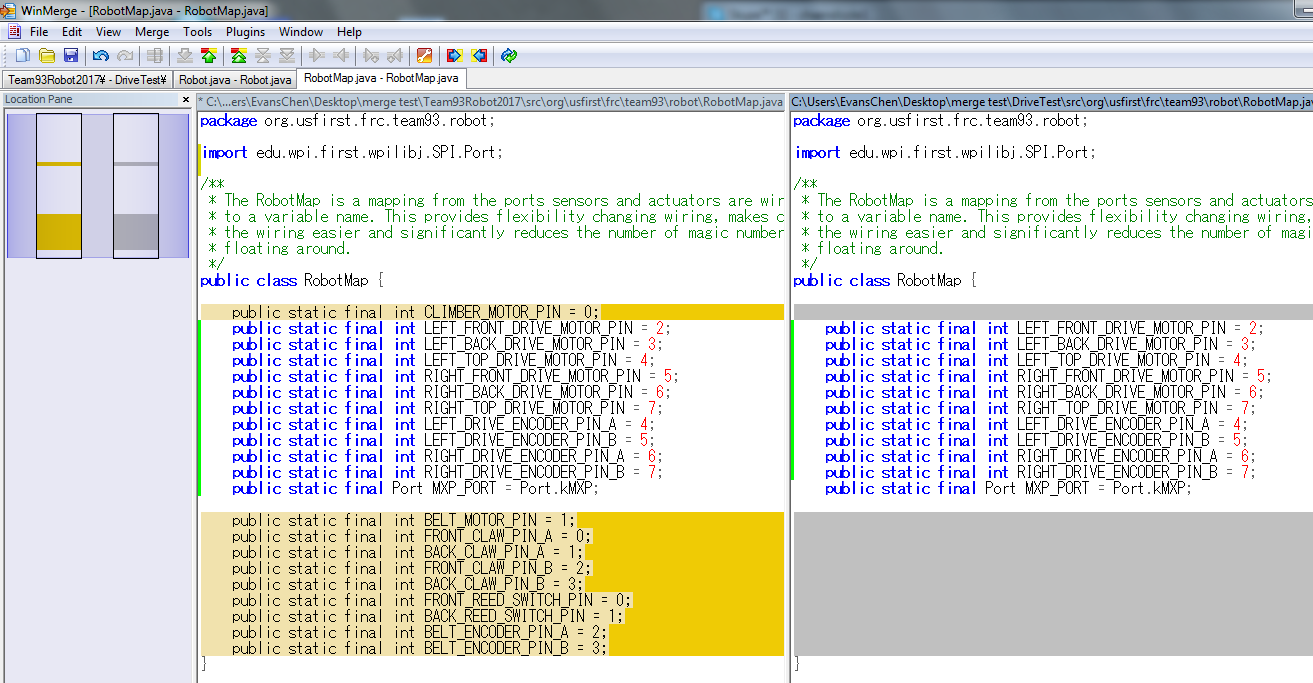 WinMerge - [RobotMap.java - RobotMap.java]
File Edit View Merge Tools Plugins Window Help
Team93Robot2017¥ - DriveTest¥ Robot.java - Robot.java RobotMap.java - RobotMap.java
Location Pane x
* C:\...ers\EvansChen\Desktop\merge test\Team93Robot2017\src\org\usfirst\frc\team93\robot\RobotMap.java
package org.usfirst.frc.team93.robot;
import edu.wpi.first.wpilibj.SPI.Port;
/**
* The RobotMap is a mapping from the ports sensors and actuators are wir
* to a variable name. This provides flexibility changing wiring, makes c
* the wiring easier and significantly reduces the number of magic number
* floating around.
*/
public class RobotMap {
public static final int CLIMBER_MOTOR_PIN = 0;
public static final int LEFT_FRONT_DRIVE_MOTOR_PIN = 2;
public static final int LEFT_BACK_DRIVE_MOTOR_PIN = 3;
public static final int LEFT_TOP_DRIVE_MOTOR_PIN = 4;
public static final int RIGHT_FRONT_DRIVE_MOTOR_PIN = 5;
public static final int RIGHT_BACK_DRIVE_MOTOR_PIN = 6;
public static final int RIGHT_TOP_DRIVE_MOTOR_PIN = 7;
public static final int LEFT_DRIVE_ENCODER_PIN_A = 4;
public static final int LEFT_DRIVE_ENCODER_PIN_B = 5;
public static final int RIGHT_DRIVE_ENCODER_PIN_A = 6;
public static final int RIGHT_DRIVE_ENCODER_PIN_B = 7;
public static final Port MXP_PORT = Port.kMXP;
public static final int BELT_MOTOR_PIN = 1;
public static final int FRONT_CLAW_PIN_A = 0;
public static final int BACK_CLAW_PIN_A = 1;
public static final int FRONT_CLAW_PIN_B = 2;
public static final int BACK_CLAW_PIN_B = 3;
public static final int FRONT_REED_SWITCH_PIN = 0;
public static final int BACK_REED_SWITCH_PIN = 1;
public static final int BELT_ENCODER_PIN_A = 2;
public static final int BELT_ENCODER_PIN_B = 3;
}
C:\Users\EvansChen\Desktop\merge test\DriveTest\src\org\usfirst\frc\team93\robot\RobotMap.jav
package org.usfirst.frc.team93.robot;
import edu.wpi.first.wpilibj.SPI.Port;
/**
* The RobotMap is a mapping from the ports sensors and actuators
* to a variable name. This provides flexibility changing wiring,
* the wiring easier and significantly reduces the number of magi
* floating around.
*/
public class RobotMap {
public static final int LEFT_FRONT_DRIVE_MOTOR_PIN = 2;
public static final int LEFT_BACK_DRIVE_MOTOR_PIN = 3;
public static final int LEFT_TOP_DRIVE_MOTOR_PIN = 4;
public static final int RIGHT_FRONT_DRIVE_MOTOR_PIN = 5;
public static final int RIGHT_BACK_DRIVE_MOTOR_PIN = 6;
public static final int RIGHT_TOP_DRIVE_MOTOR_PIN = 7;
public static final int LEFT_DRIVE_ENCODER_PIN_A = 4;
public static final int LEFT_DRIVE_ENCODER_PIN_B = 5;
public static final int RIGHT_DRIVE_ENCODER_PIN_A = 6;
public static final int RIGHT_DRIVE_ENCODER_PIN_B = 7;
public static final Port MXP_PORT = Port.kMXP;
}